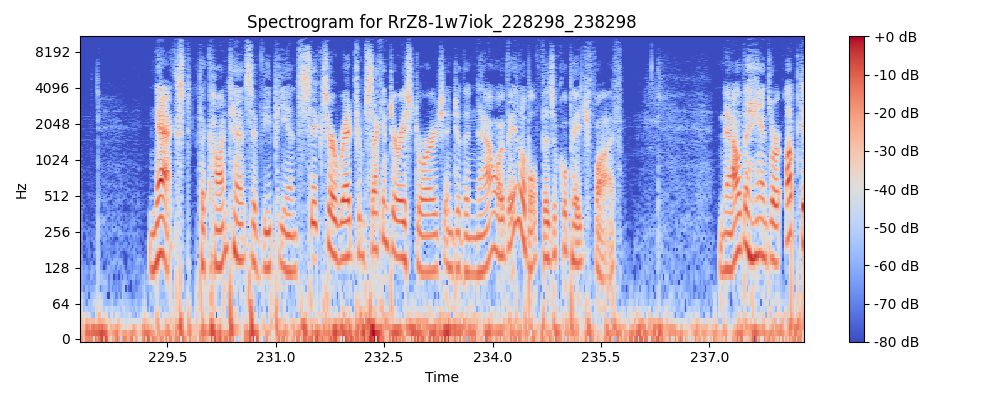 Spectrogram for RrZ8-1w7iok_228298_238298
8192
4096
2048
1024
512
256
128
64
0
Hz
229.5 231.0 232.5 234.0 235.5 237.0
Time
+0 dB
-10 dB
-20 dB
-30 dB
-40 dB
-50 dB
-60 dB
-70 dB
-80 dB